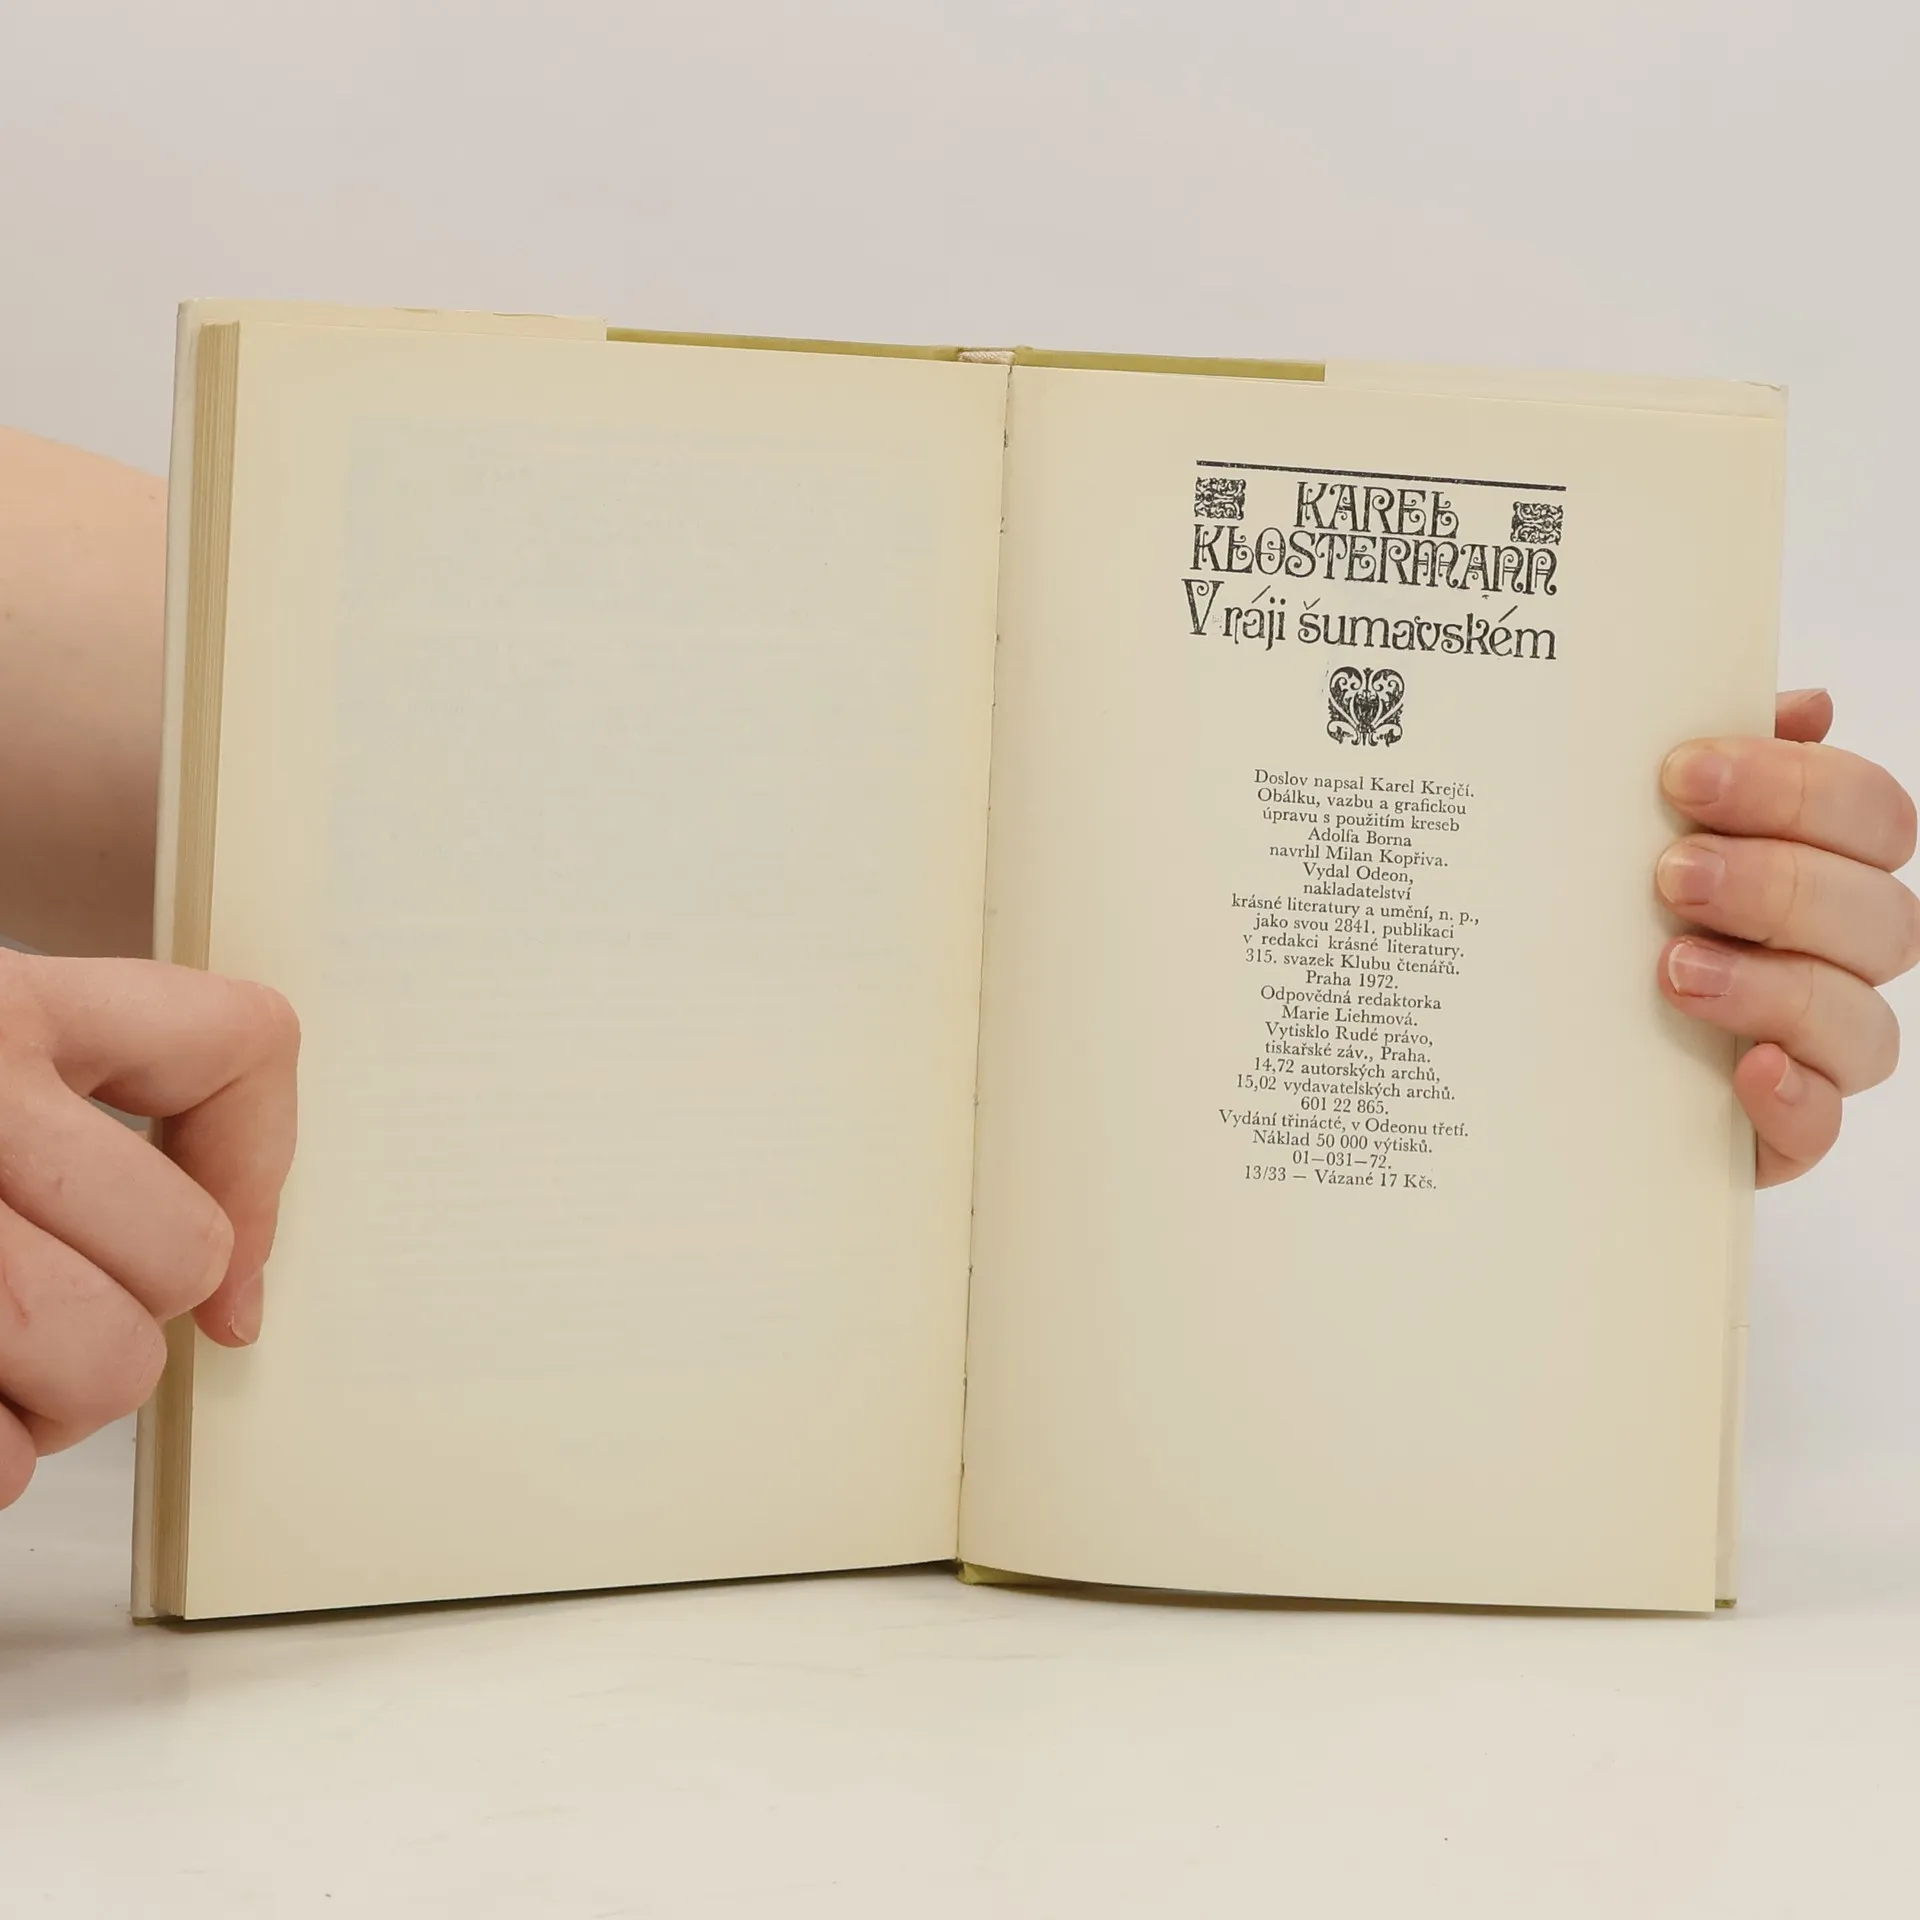 KAREL
KLOSTERMANN
V ráji šumavském
Doslov napsal Karel Krejčí.
Obálku, vazbu a grafickou
úpravu s použitím kreseb
Adolfa Borna
navrhl Milan Kopřiva.
Vydal Odeon,
nakladatelství
krásné literatury a umění, n. p.,
jako svou 2841. publikaci
v redakci krásné literatury.
315. svazek Klubu čtenářů.
Praha 1972.
Odpovědná redaktorka
Marie Liehmová.
Vytisklo Rudé právo,
tiskařské záv., Praha.
14,72 autorských archů,
15,02 vydavatelských archů.
601 22 865.
Vydání třinácté, v Odeonu třetí.
Náklad 50 000 výtisků.
01—031—72.
13/33 — Vázané 17 Kčs.